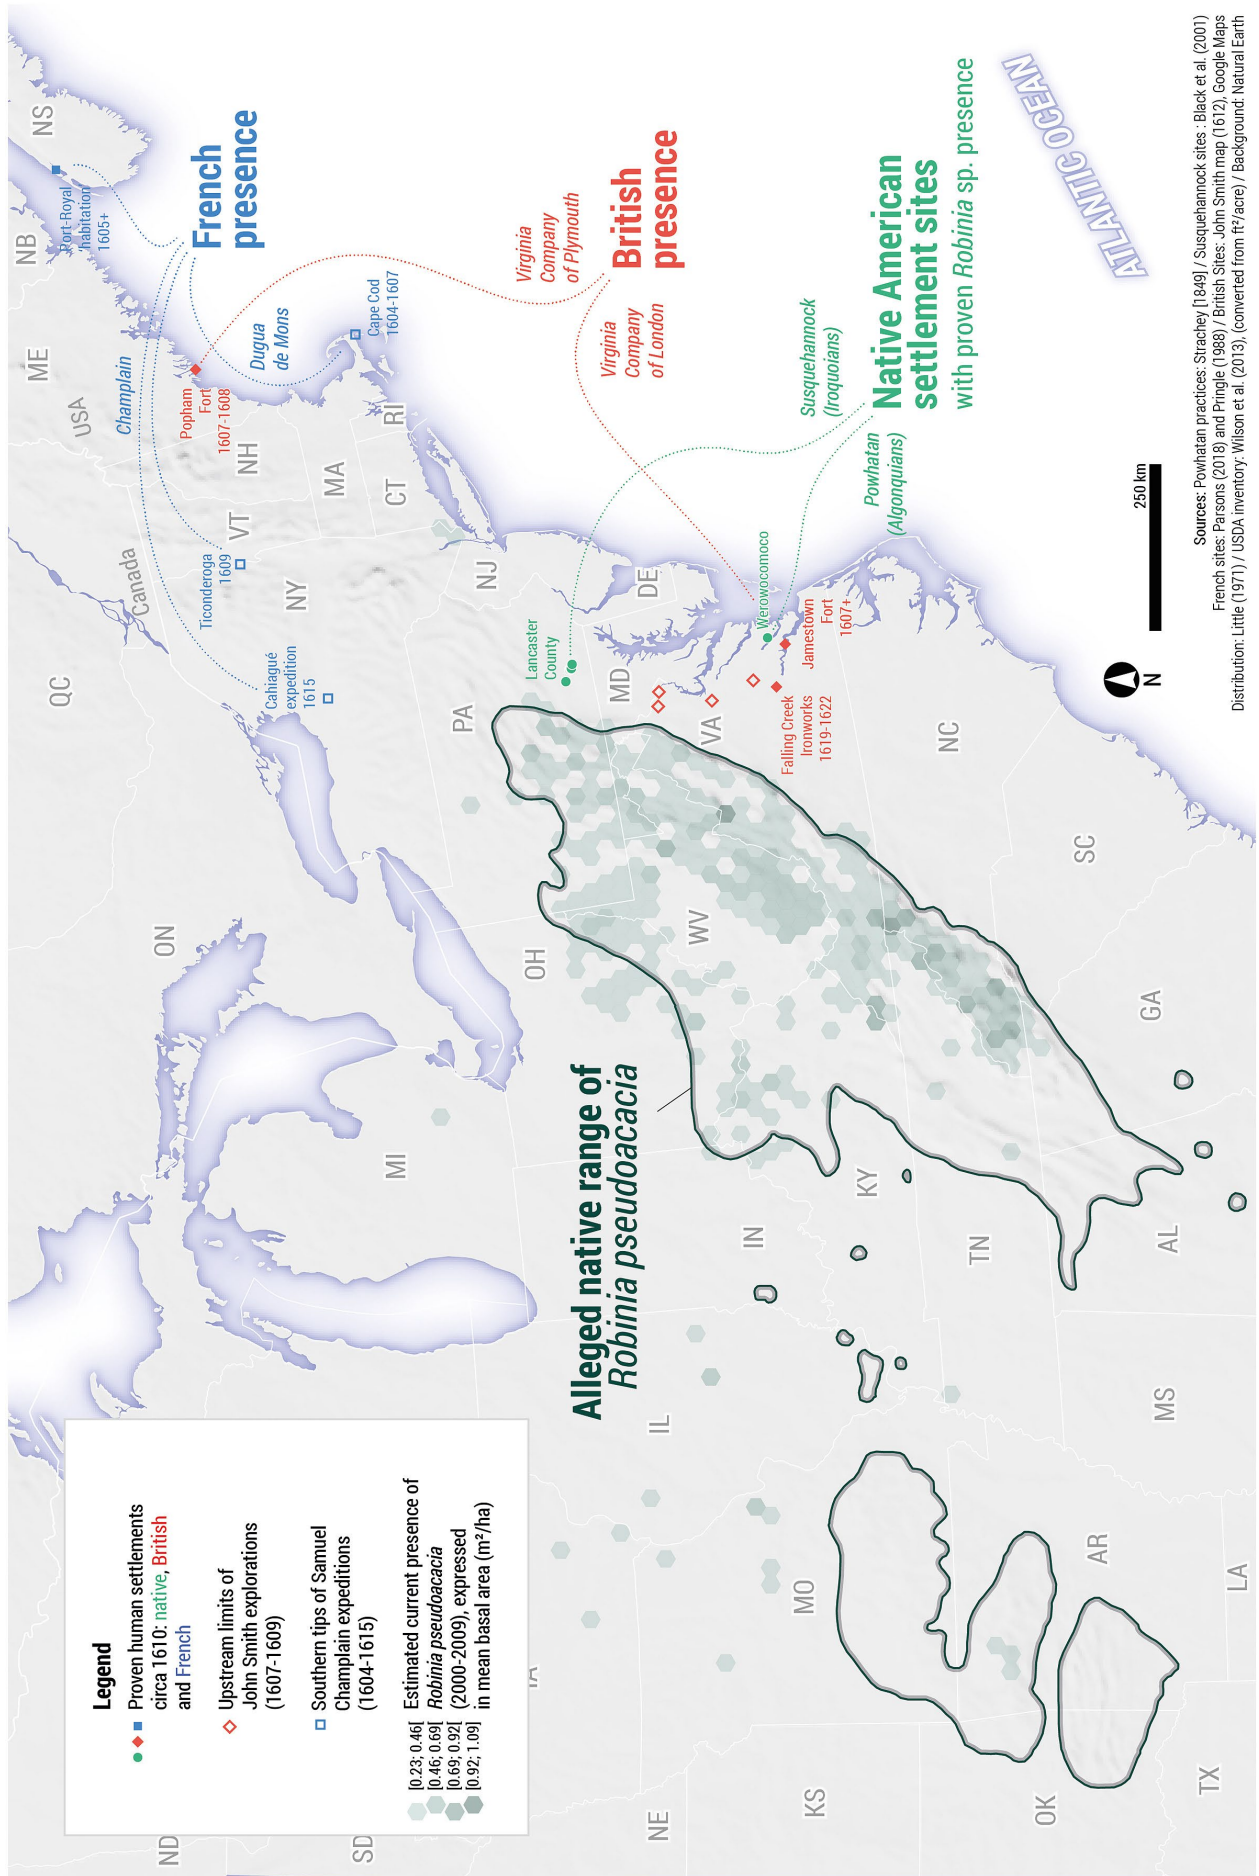 Legend
Proven human settlements
circa 1610: native, British
and French
Upstream limits of
John Smith explorations
(1607-1609)
Southern tips of Samuel
Champlain expeditions
(1604-1615)
Estimated current presence of
Robinia pseudoacacia
(2000-2009), expressed
in mean basal area (m²/ha)
[0.23; 0.46[
[0.46; 0.69[
[0.69; 0.92[
[0.92; 1.09]
Alleged native range of
Robinia pseudoacacia
French
presence
Port-Royal
habitation
1605+
Champlain
Dugua
de Mons
Cape Cod
1604-1607
Ticonderoga
1609
Cahiagué
expedition
1615
British
presence
Virginia
Company
of Plymouth
Virginia
Company
of London
Popham
Fort
1607-1608
Jamestown
Fort
1607+
Falling Creek
Ironworks
1619-1622
Native American
settlement sites
with proven Robinia sp. presence
Susquehannock
(Iroquoians)
Powhatan
(Algonquians)
Lancaster
County
Werowocomoco
ATLANTIC OCEAN
Canada
USA
ND
SD
NE
KS
OK
TX
MO
AR
LA
IL
MS
IN
KY
TN
AL
MI
OH
GA
ON
WV
SC
QC
PA
MD
VA
NC
NY
NJ
DE
VT
NH
MA
CT
RI
ME
NB
NS
N
250 km
Sources: Powhatan practices: Strachey [1849] / Susquehannock sites : Black et al. (2001)
French sites: Parsons (2018) and Pringle (1988) / British Sites: John Smith map (1612), Google Maps
Distribution: Little (1971) / USDA inventory: Wilson et al. (2013), (converted from ft²/acre) / Background: Natural Earth